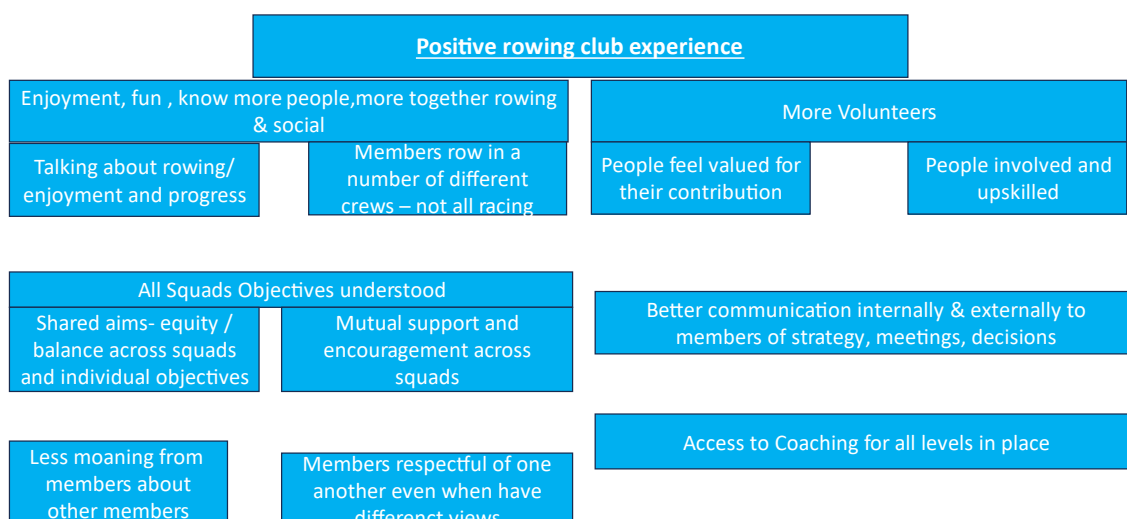 Positive rowing club experience
Enjoyment, fun , know more people,more together rowing
& social
More Volunteers
Talking about rowing/
enjoyment and progress
Members row in a
number of different
crews – not all racing
People feel valued for
their contribution
People involved and
upskilled
All Squads Objectives understood
Shared aims- equity /
balance across squads
and individual objectives
Mutual support and
encouragement across
squads
Better communication internally & externally to
members of strategy, meetings, decisions
Access to Coaching for all levels in place
Less moaning from
members about
other members
Members respectful of one
another even when have
differenct views